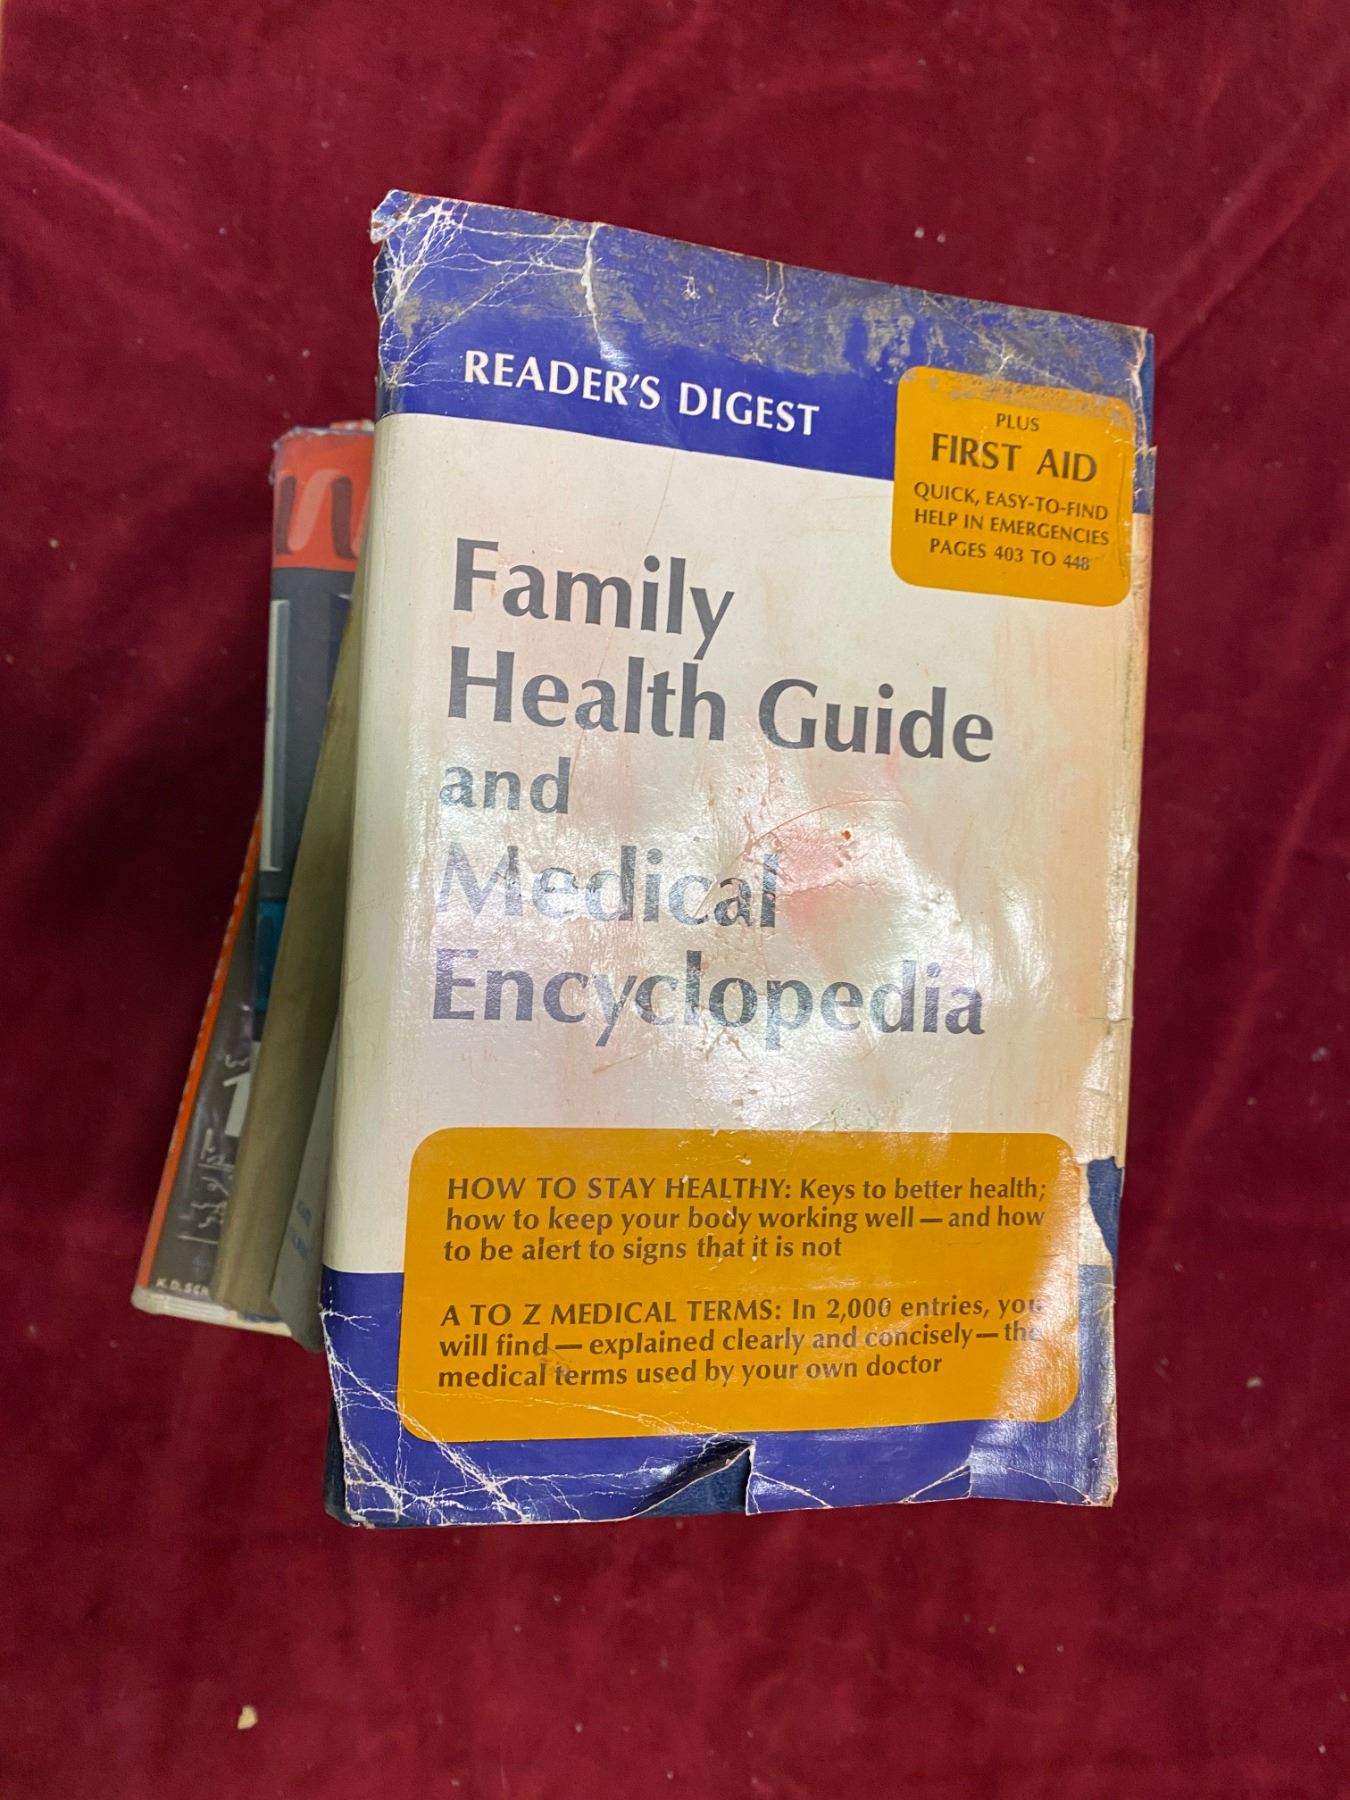 READER'S DIGEST
PLUS
FIRST AID
QUICK, EASY-TO-FIND
HELP IN EMERGENCIES
PAGES 403 TO 448
Family
Health Guide
and
Medical
Encyclopedia
HOW TO STAY HEALTHY: Keys to better health;
how to keep your body working well — and how
to be alert to signs that it is not
A TO Z MEDICAL TERMS: In 2,000 entries, you
will find — explained clearly and concisely — the
medical terms used by your own doctor
K.D.SCH